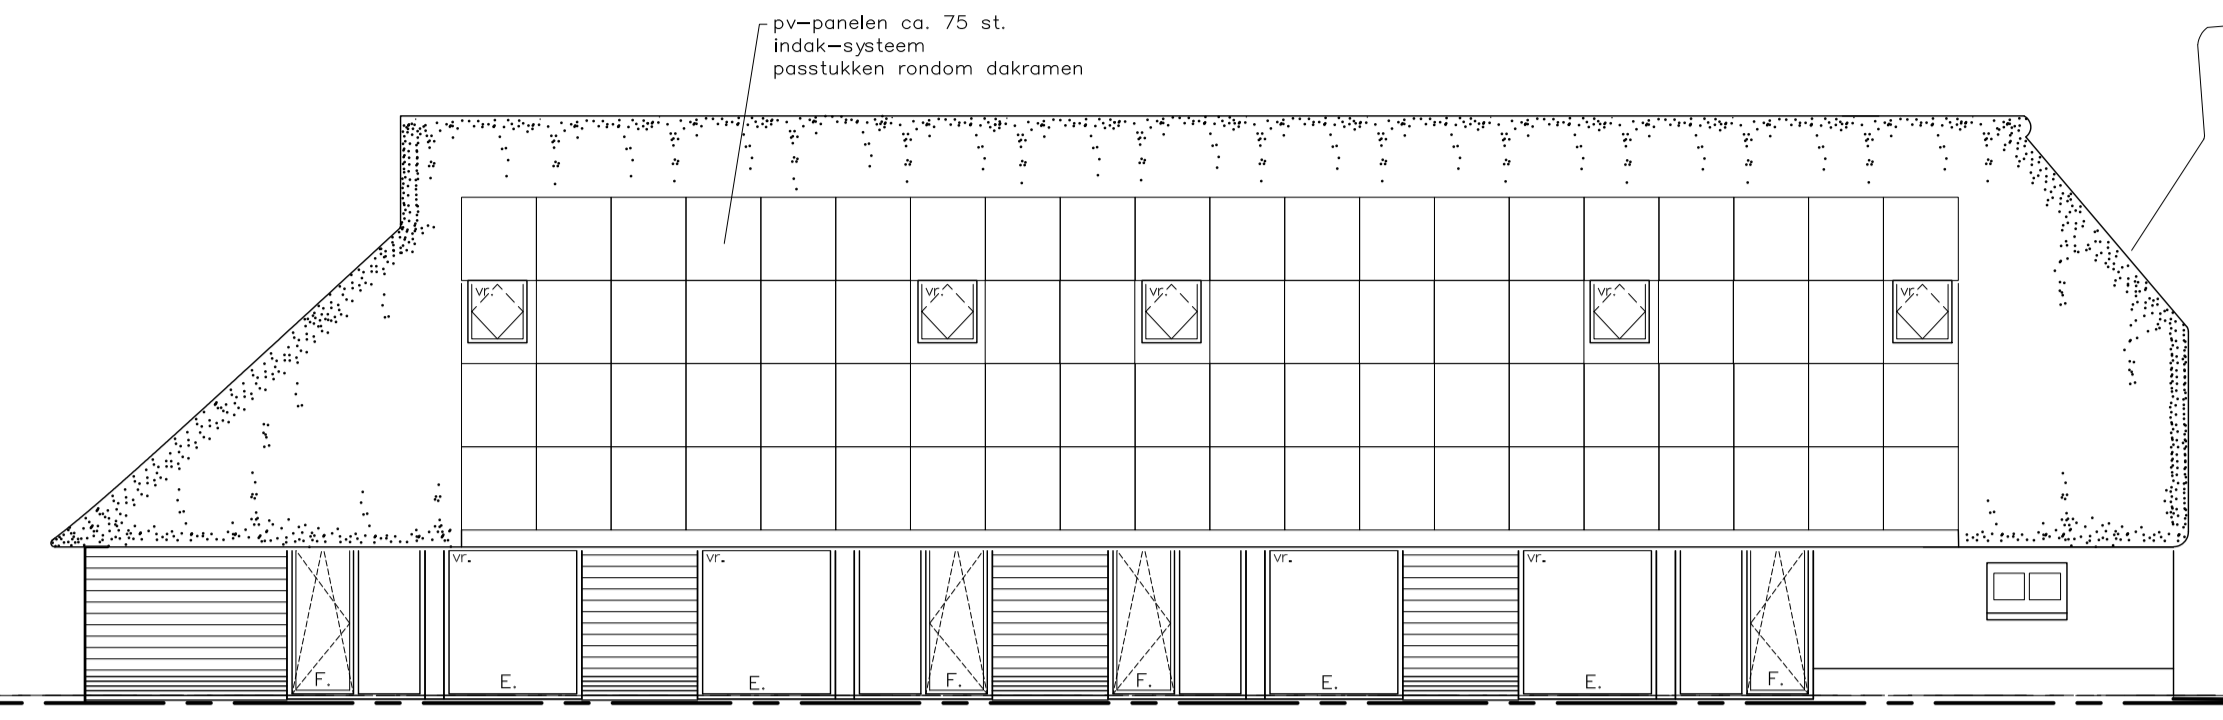 pv-panelen ca. 75 st.
indak-systeem
passtukken rondom dakramen
vr. vr. vr. vr. vr.
vr. vr. vr. vr.
F. E. E. F. F. E. E. F.